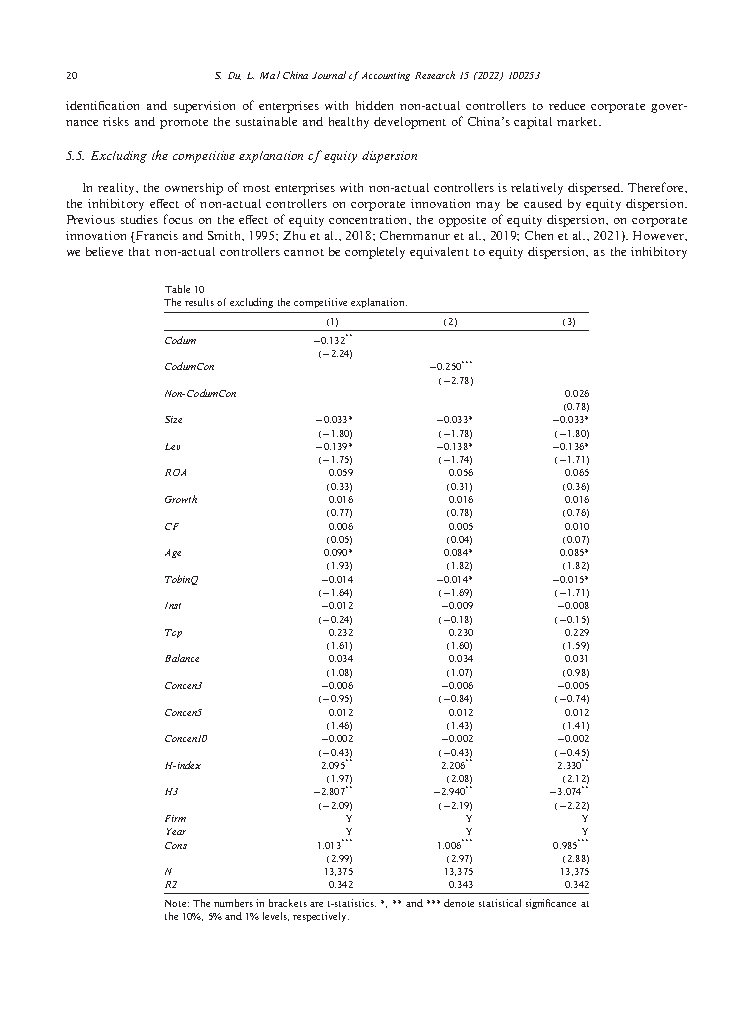 20
S. Du, L. Ma / China Journal of Accounting Research 15 (2022) 100253
identification and supervision of enterprises with hidden non-actual controllers to reduce corporate gover-
nance risks and promote the sustainable and healthy development of China's capital market.
5.5. Excluding the competitive explanation of equity dispersion
In reality, the ownership of most enterprises with non-actual controllers is relatively dispersed. Therefore,
the inhibitory effect of non-actual controllers on corporate innovation may be caused by equity dispersion.
Previous studies focus on the effect of equity concentration, the opposite of equity dispersion, on corporate
innovation (Francis and Smith, 1995; Zhu et al., 2018; Chemmanur et al., 2019; Chen et al., 2021). However,
we believe that non-actual controllers cannot be completely equivalent to equity dispersion, as the inhibitory
Table 10
The results of excluding the competitive explanation.
(1) (2) (3)
Codum −0.132**
(−2.24)
CodumCon −0.250***
(−2.78)
Non-CodumCon 0.026
(0.78)
Size −0.033* −0.033* −0.033*
(−1.80) (−1.78) (−1.80)
Lev −0.139* −0.138* −0.136*
(−1.75) (−1.74) (−1.71)
ROA 0.059 0.056 0.065
(0.33) (0.31) (0.36)
Growth 0.016 0.016 0.016
(0.77) (0.78) (0.76)
CF 0.006 0.005 0.010
(0.05) (0.04) (0.07)
Age 0.090* 0.084* 0.085*
(1.93) (1.82) (1.82)
TobinQ −0.014 −0.014* −0.015*
(−1.64) (−1.69) (−1.71)
Inst −0.012 −0.009 −0.008
(−0.24) (−0.18) (−0.15)
Top 0.232 0.230 0.229
(1.61) (1.60) (1.59)
Balance 0.034 0.034 0.031
(1.08) (1.07) (0.98)
Concen3 −0.006 −0.006 −0.005
(−0.95) (−0.84) (−0.74)
Concen5 0.012 0.012 0.012
(1.46) (1.43) (1.41)
Concen10 −0.002 −0.002 −0.002
(−0.43) (−0.43) (−0.45)
H-index 2.095** 2.206** 2.330**
(1.97) (2.08) (2.12)
H3 −2.807** −2.940** −3.074**
(−2.09) (−2.19) (−2.22)
Firm Y Y Y
Year Y Y Y
Cons 1.013*** 1.006*** 0.985***
(2.99) (2.97) (2.88)
N 13,375 13,375 13,375
R2 0.342 0.343 0.342
Note: The numbers in brackets are t-statistics. *, ** and *** denote statistical significance at
the 10%, 5% and 1% levels, respectively.